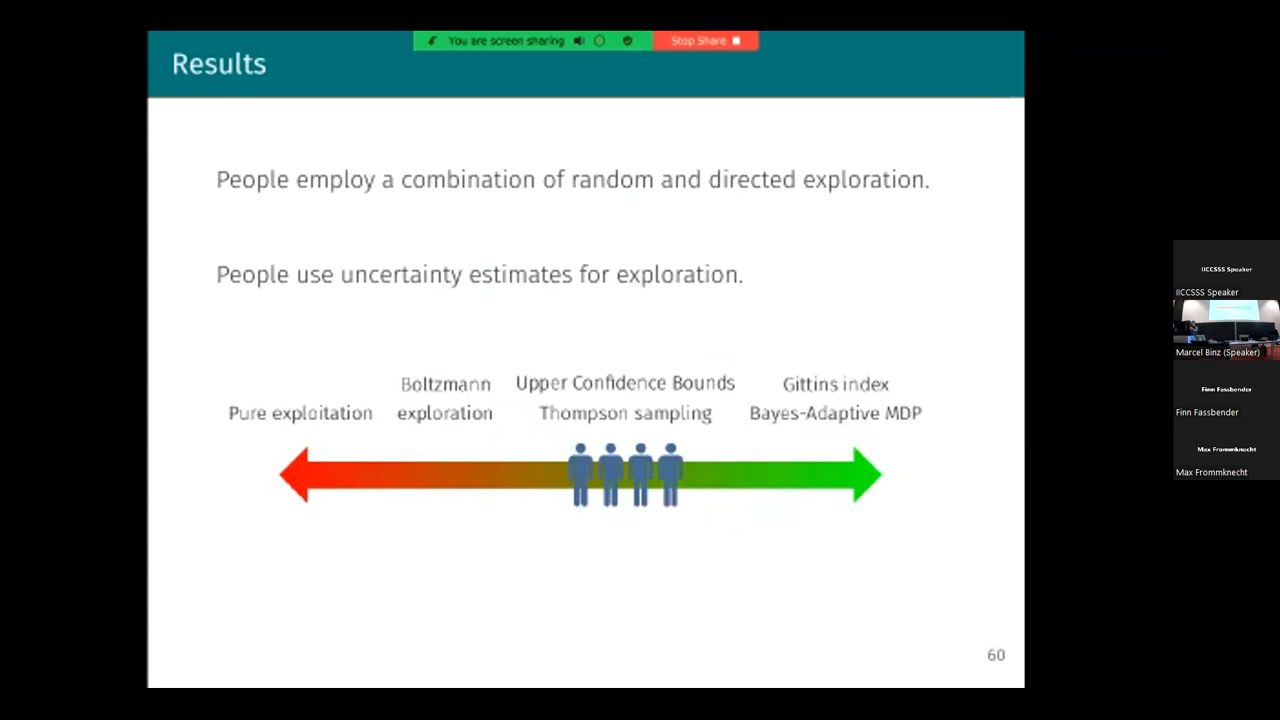 You are screen sharing
Stop Share
Results
People employ a combination of random and directed exploration.
People use uncertainty estimates for exploration.
Boltzmann
exploration
Upper Confidence Bounds
Thompson sampling
Gittins index
Bayes-Adaptive MDP
Pure exploitation
60
IICCSSS Speaker
IICCSSS Speaker
Marcel Binz (Speaker)
Finn Fassbender
Finn Fassbender
Max Frommknecht
Max Frommknecht